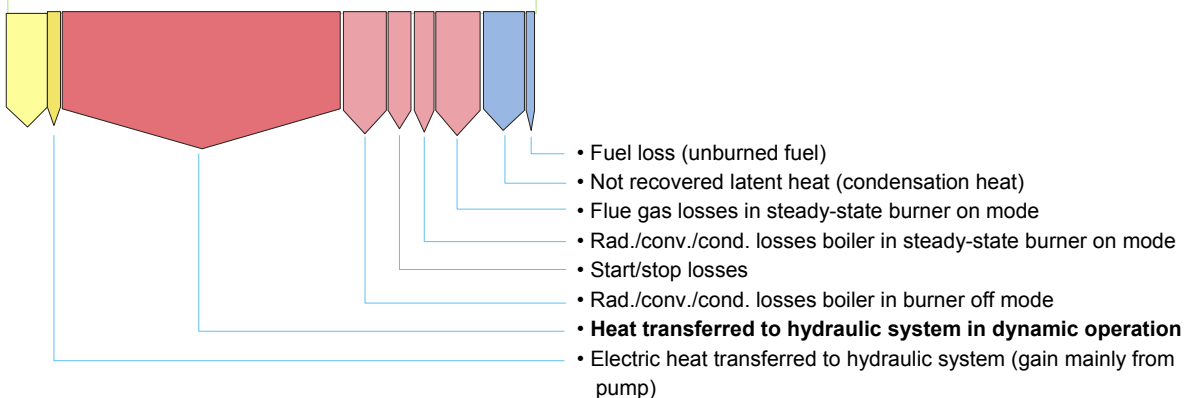 • Fuel loss (unburned fuel)
• Not recovered latent heat (condensation heat)
• Flue gas losses in steady-state burner on mode
• Rad./conv./cond. losses boiler in steady-state burner on mode
• Start/stop losses
• Rad./conv./cond. losses boiler in burner off mode
• Heat transferred to hydraulic system in dynamic operation
• Electric heat transferred to hydraulic system (gain mainly from
pump)